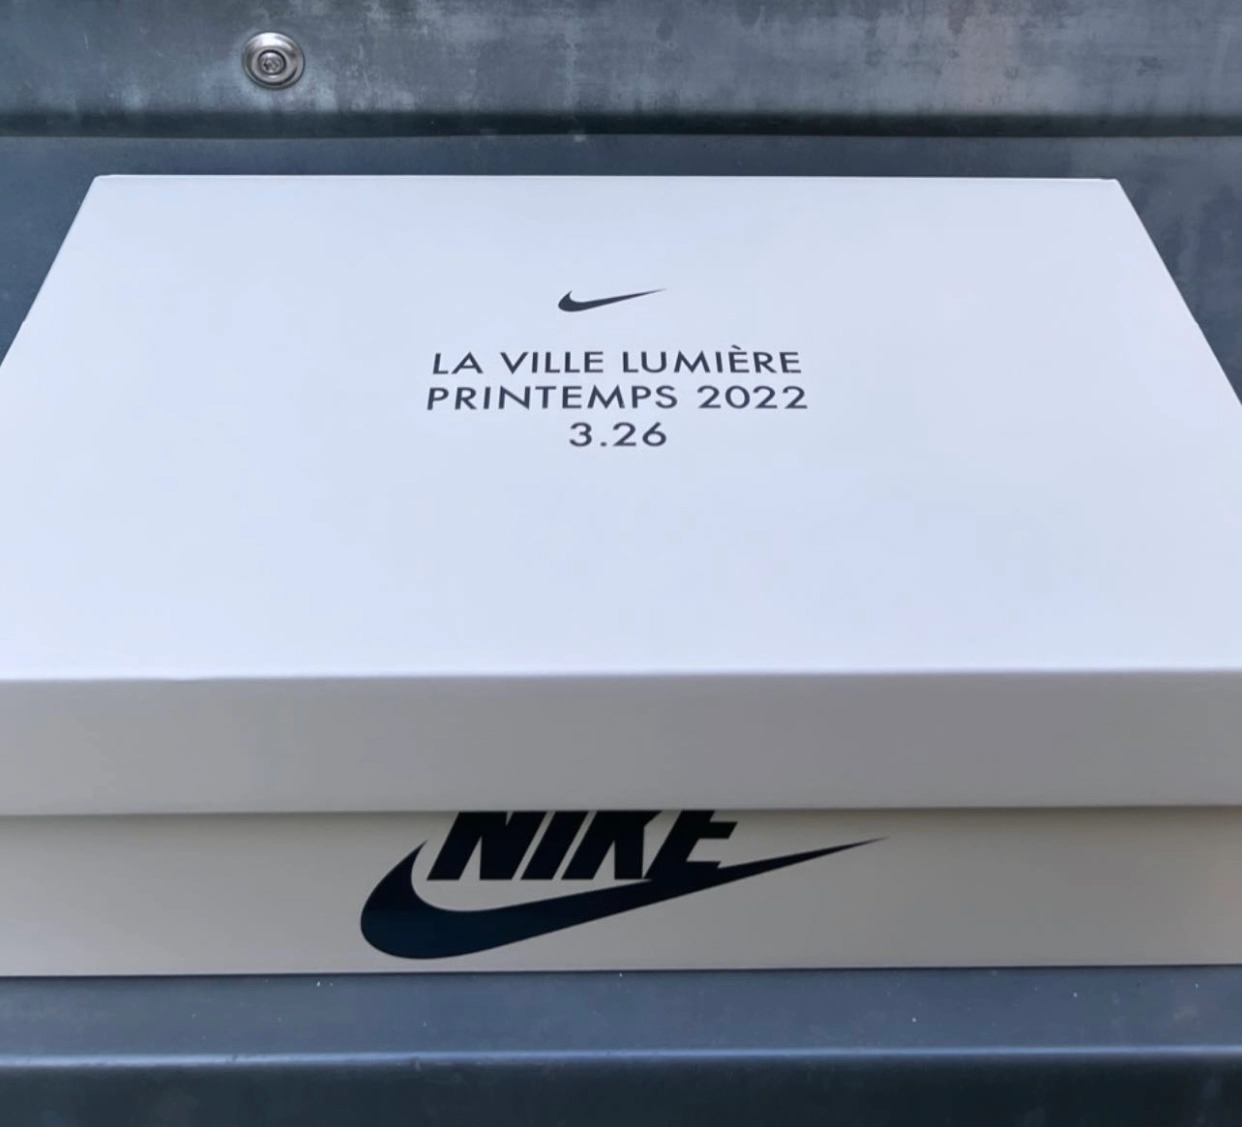 LA VILLE LUMIÈRE
PRINTEMPS 2022
3.26
NIKE